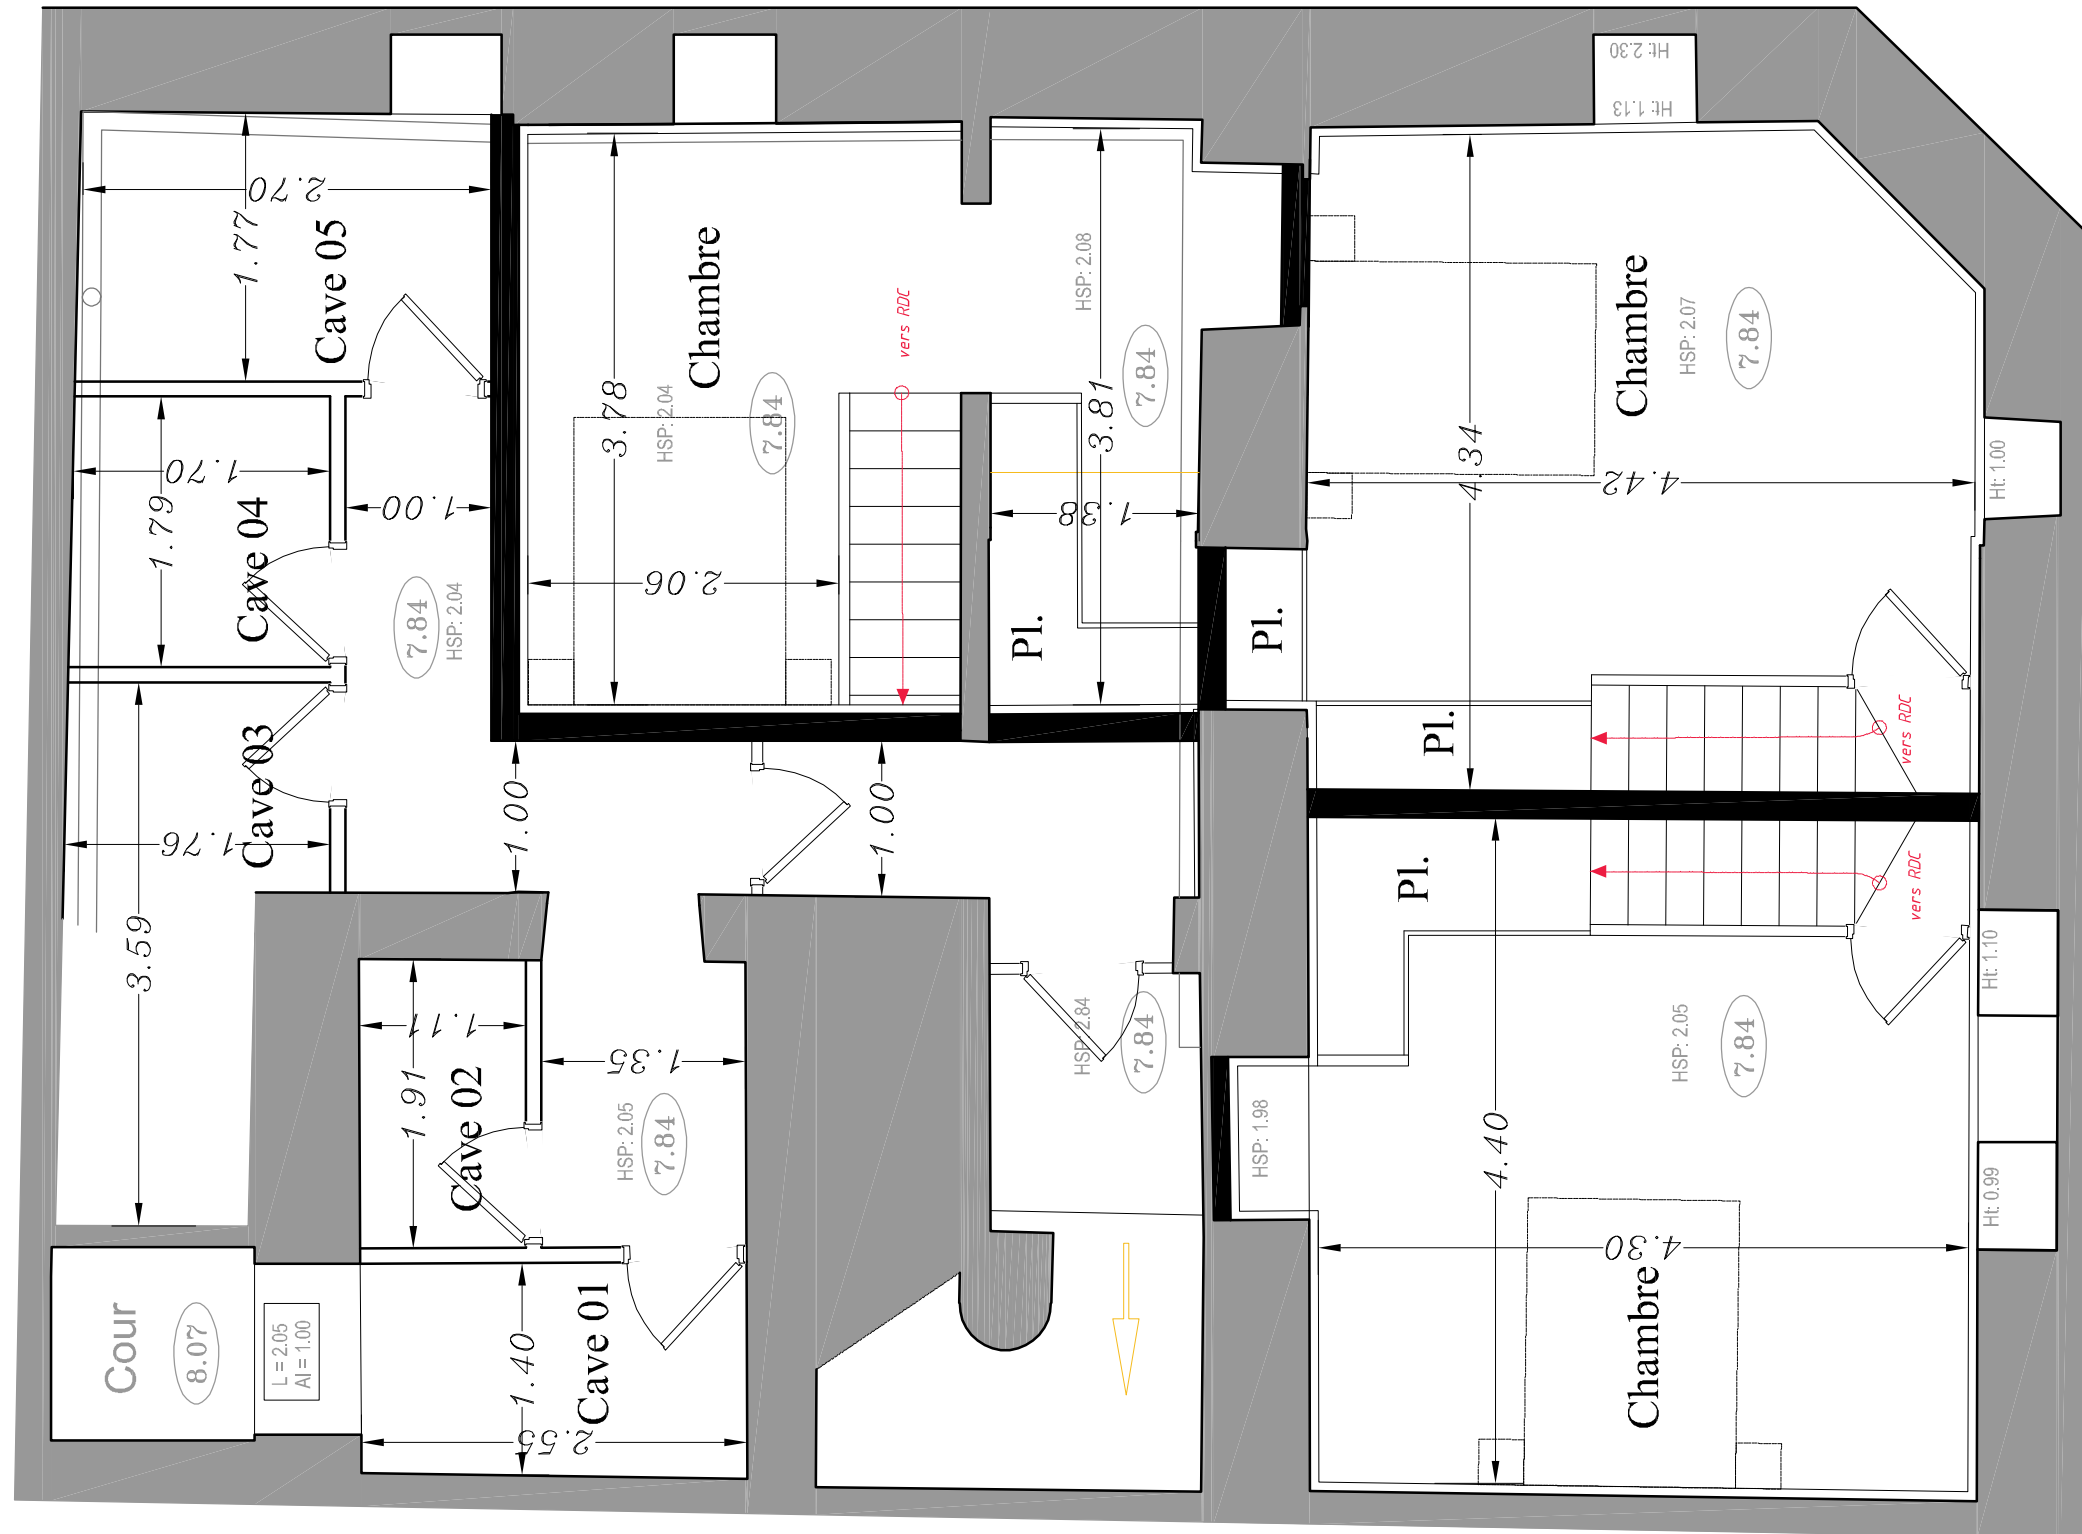 Ht: 2.30
Ht: 1.13
2.70
1.77
Cave 05
Chambre
3.78
HSP: 2.04
7.84
vers RDC
HSP: 2.08
7.84
3.81
1.38
2.06
Pl.
Pl.
Chambre
HSP: 2.07
7.84
4.34
4.42
Ht: 1.00
1.70
1.79
Cave 04
1.00
7.84
HSP: 2.04
Cave 03
1.76
3.59
1.00
1.00
Pl.
vers RDC
Pl.
vers RDC
Ht: 1.10
1.11
1.91
Cave 02
1.35
HSP: 2.05
7.84
HSP: 2.84
7.84
HSP: 1.98
HSP: 2.05
7.84
4.40
4.30
Chambre
Ht: 0.99
Cour
8.07
L = 2.05
Al = 1.00
1.40
2.55
Cave 01